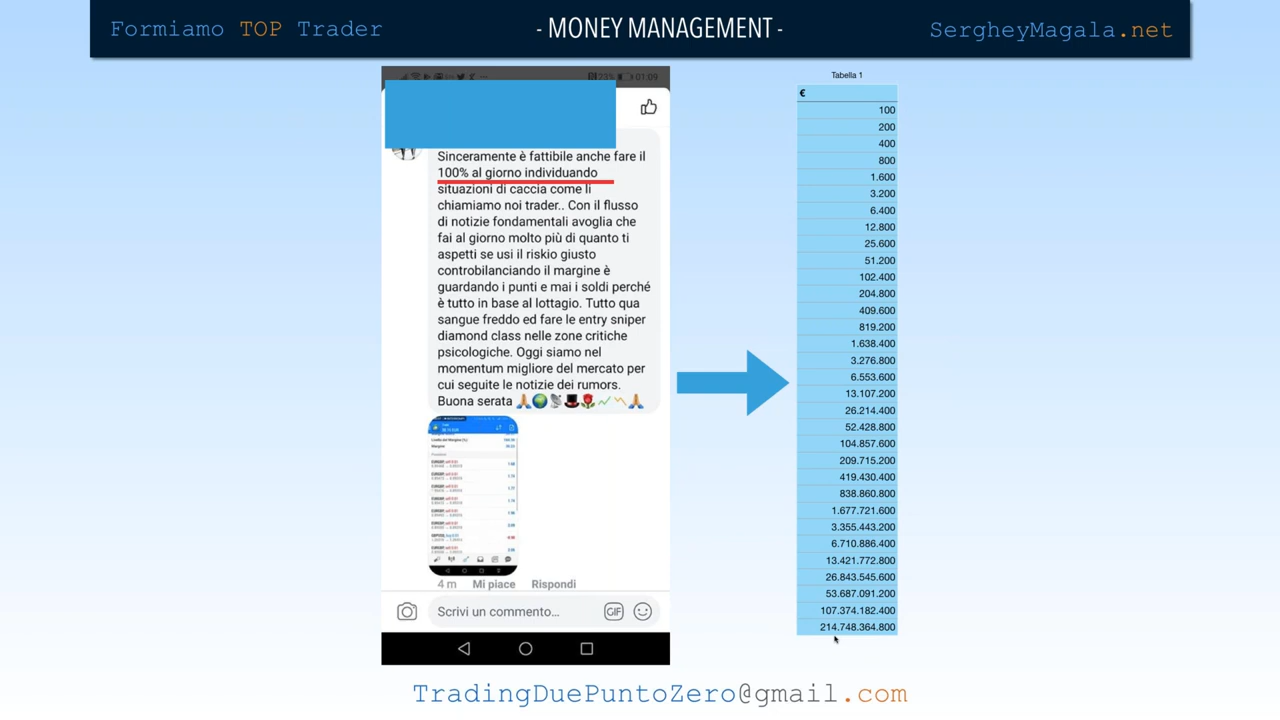 Formiamo TOP Trader
- MONEY MANAGEMENT -
SergheyMagala.net
23%
01:09
Sinceramente è fattibile anche fare il
100% al giorno individuando
situazioni di caccia come li
chiamiamo noi trader.. Con il flusso
di notizie fondamentali avoglia che
fai al giorno molto più di quanto ti
aspetti se usi il riskio giusto
controbilanciando il margine è
guardando i punti e mai i soldi perché
è tutto in base al lottagio. Tutto qua
sangue freddo ed fare le entry sniper
diamond class nelle zone critiche
psicologiche. Oggi siamo nel
momentum migliore del mercato per
cui seguite le notizie dei rumors.
Buona serata
4 m Mi piace Rispondi
Scrivi un commento...
GIF
Tabella 1
€
100
200
400
800
1.600
3.200
6.400
12.800
25.600
51.200
102.400
204.800
409.600
819.200
1.638.400
3.276.800
6.553.600
13.107.200
26.214.400
52.428.800
104.857.600
209.715.200
419.430.400
838.860.800
1.677.721.600
3.355.443.200
6.710.886.400
13.421.772.800
26.843.545.600
53.687.091.200
107.374.182.400
214.748.364.800
TradingDuePuntoZero@gmail.com